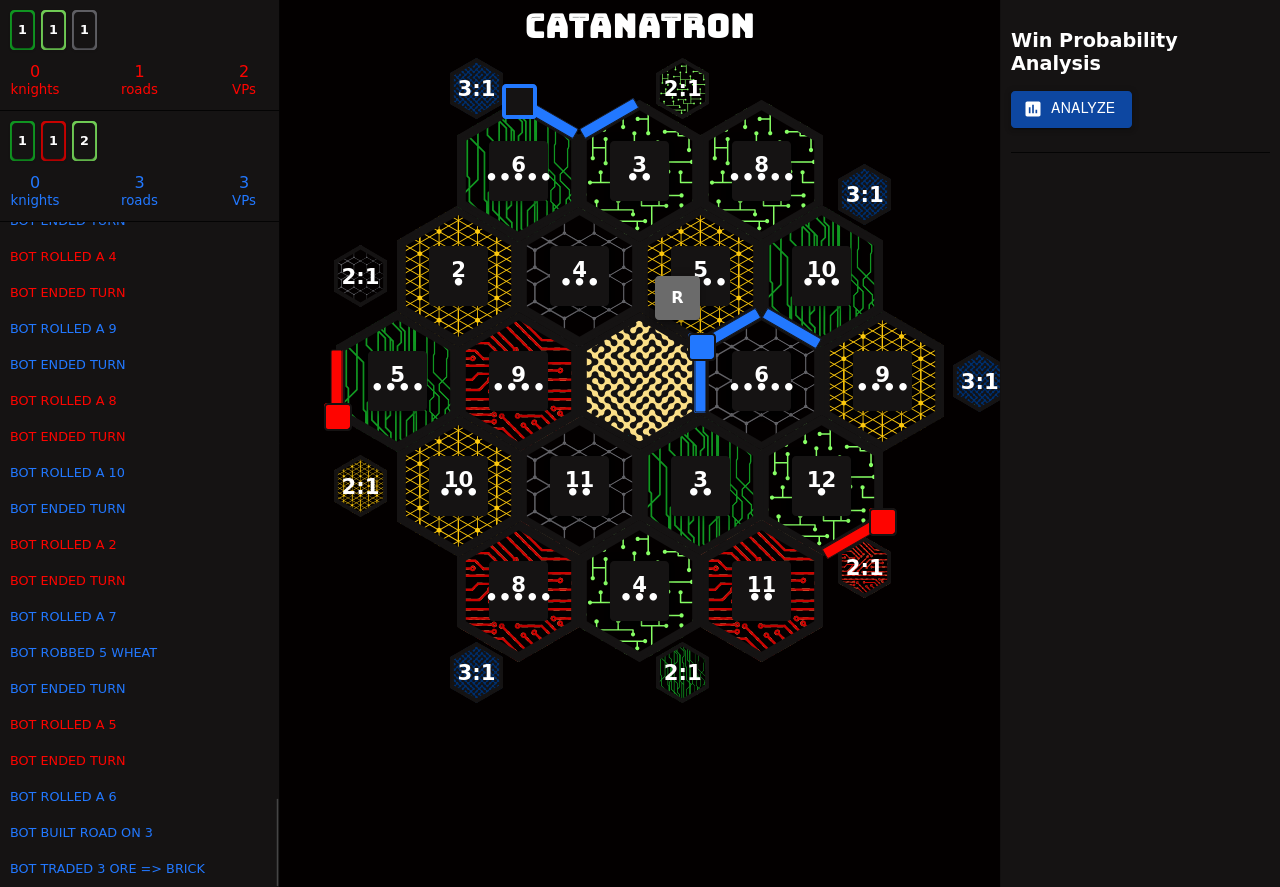 1 1 1
0 1 2
knights roads VPs
1 1 2
0 3 3
knights roads VPs
BOT ENDED TURN
BOT ROLLED A 4
BOT ENDED TURN
BOT ROLLED A 9
BOT ENDED TURN
BOT ROLLED A 8
BOT ENDED TURN
BOT ROLLED A 10
BOT ENDED TURN
BOT ROLLED A 2
BOT ENDED TURN
BOT ROLLED A 7
BOT ROBBED 5 WHEAT
BOT ENDED TURN
BOT ROLLED A 5
BOT ENDED TURN
BOT ROLLED A 6
BOT BUILT ROAD ON 3
BOT TRADED 3 ORE => BRICK
CATANATRON
3:1 2:1
6 3 8
3:1
2:1 2 4 5 10
R
5 9 6 9 3:1
2:1 10 11 3 12
2:1
8 4 11
3:1 2:1
Win Probability
Analysis
ANALYZE